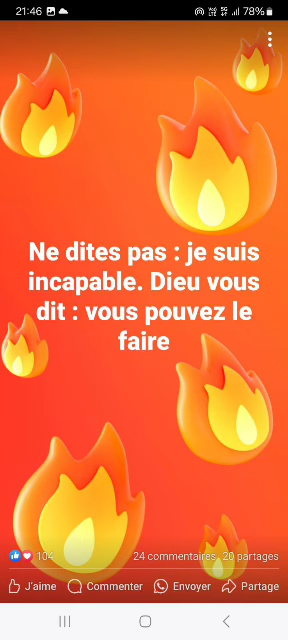 21:46 78%
Ne dites pas : je suis
incapable. Dieu vous
dit : vous pouvez le
faire
104 24 commentaires 20 partages
J'aime Commenter Envoyer Partage